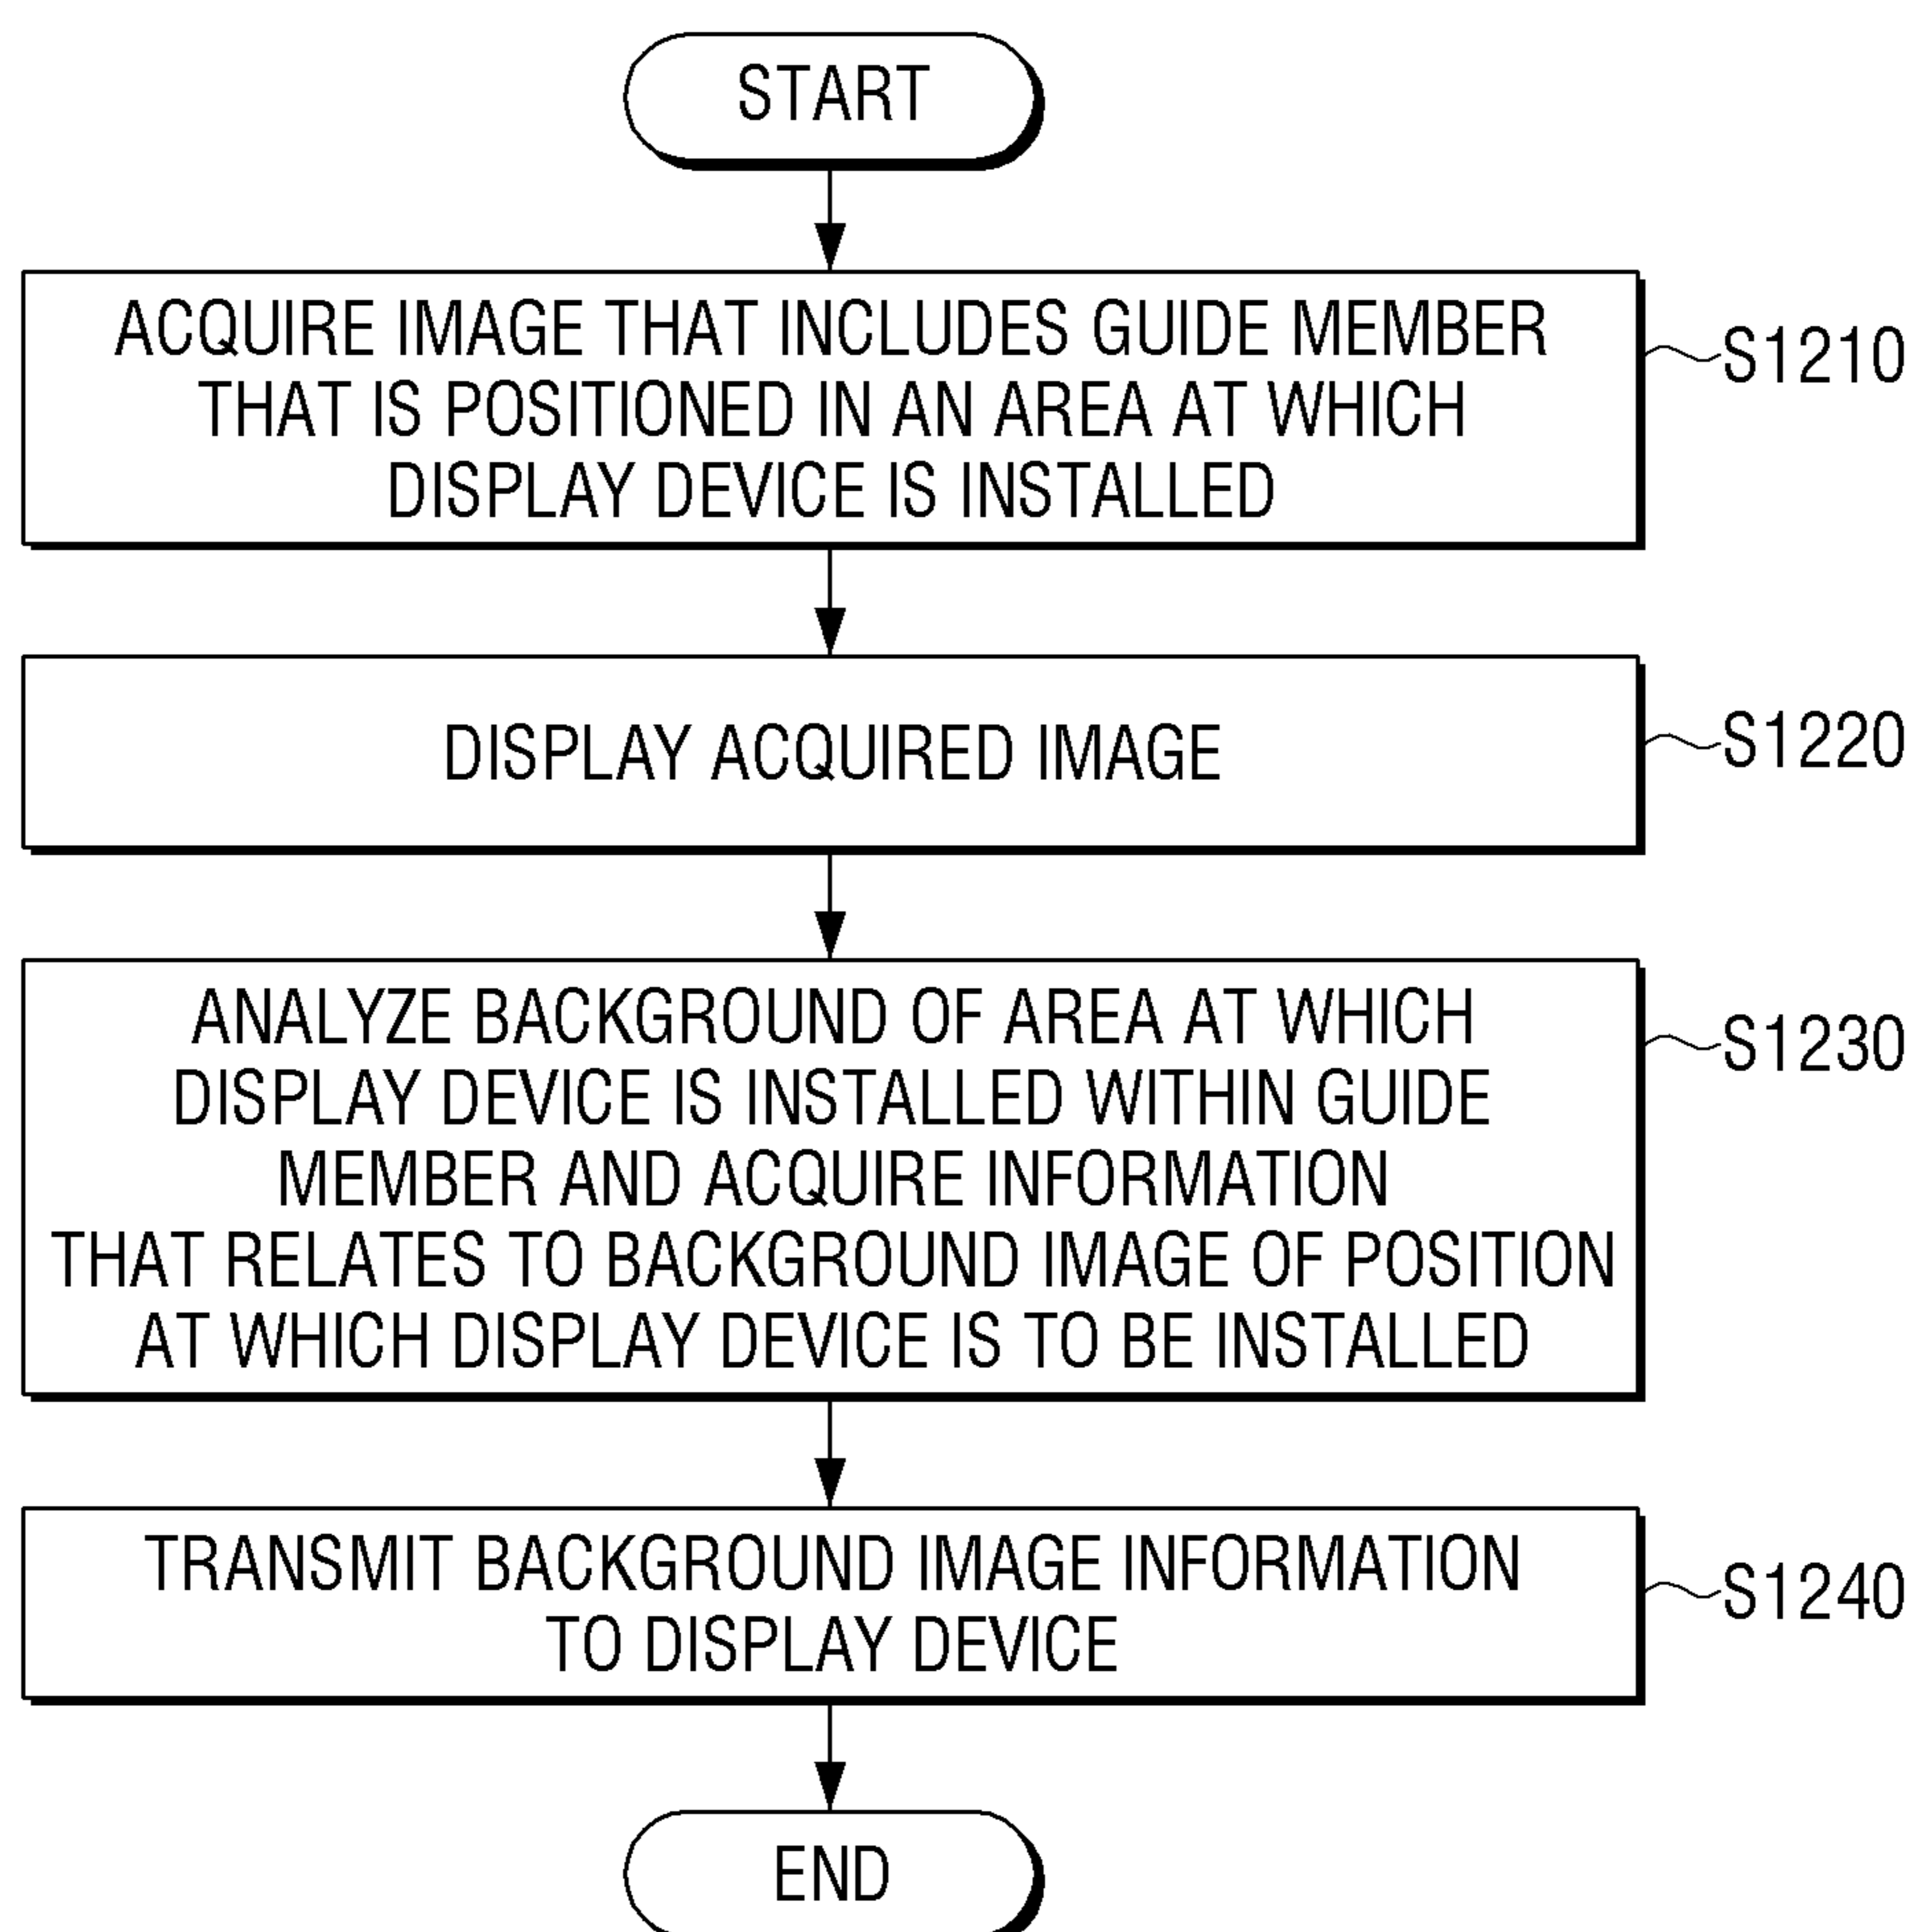 START
ACQUIRE IMAGE THAT INCLUDES GUIDE MEMBER
THAT IS POSITIONED IN AN AREA AT WHICH
DISPLAY DEVICE IS INSTALLED
S1210
DISPLAY ACQUIRED IMAGE
S1220
ANALYZE BACKGROUND OF AREA AT WHICH
DISPLAY DEVICE IS INSTALLED WITHIN GUIDE
MEMBER AND ACQUIRE INFORMATION
THAT RELATES TO BACKGROUND IMAGE OF POSITION
AT WHICH DISPLAY DEVICE IS TO BE INSTALLED
S1230
TRANSMIT BACKGROUND IMAGE INFORMATION
TO DISPLAY DEVICE
S1240
END